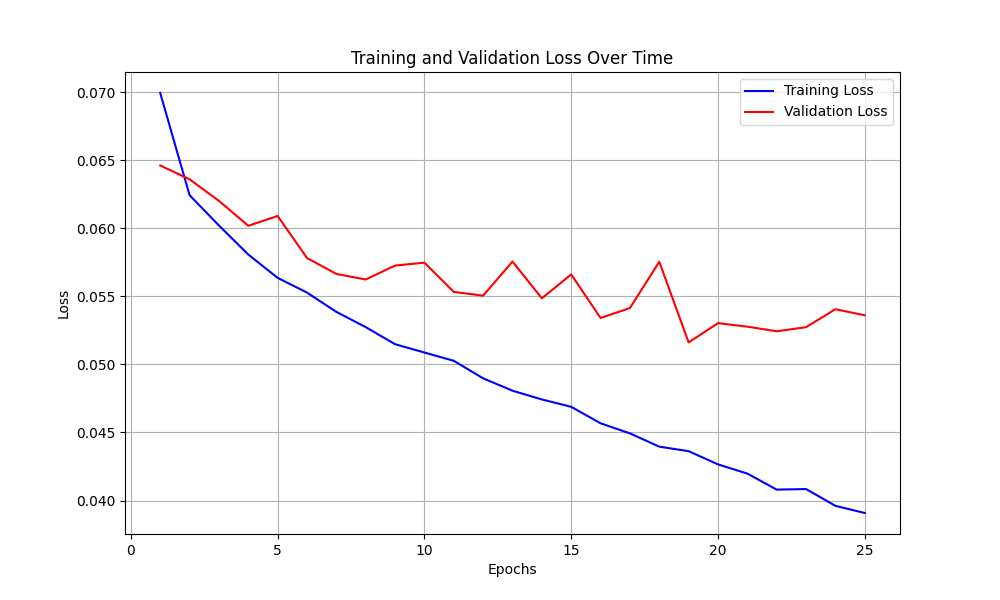 Training and Validation Loss Over Time
Training Loss
Validation Loss
0.070
0.065
0.060
0.055
0.050
0.045
0.040
Loss
0 5 10 15 20 25
Epochs